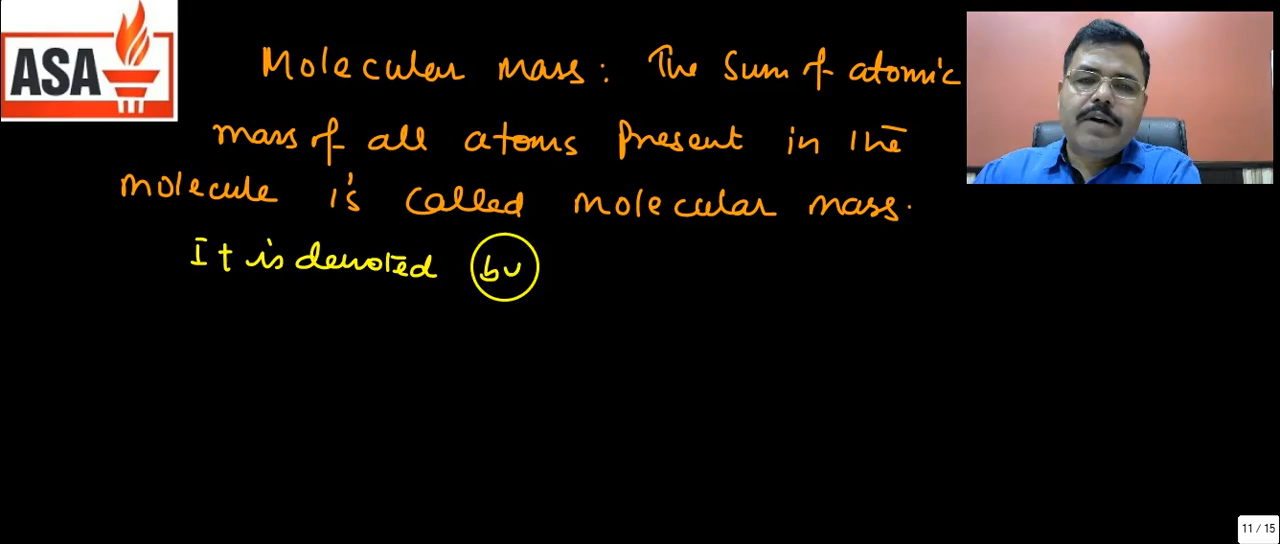 ASA
Molecular mass: The Sum of atomic
mass of all atoms Present in the
molecule is called molecular mass.
It is denoted bu
11 / 15